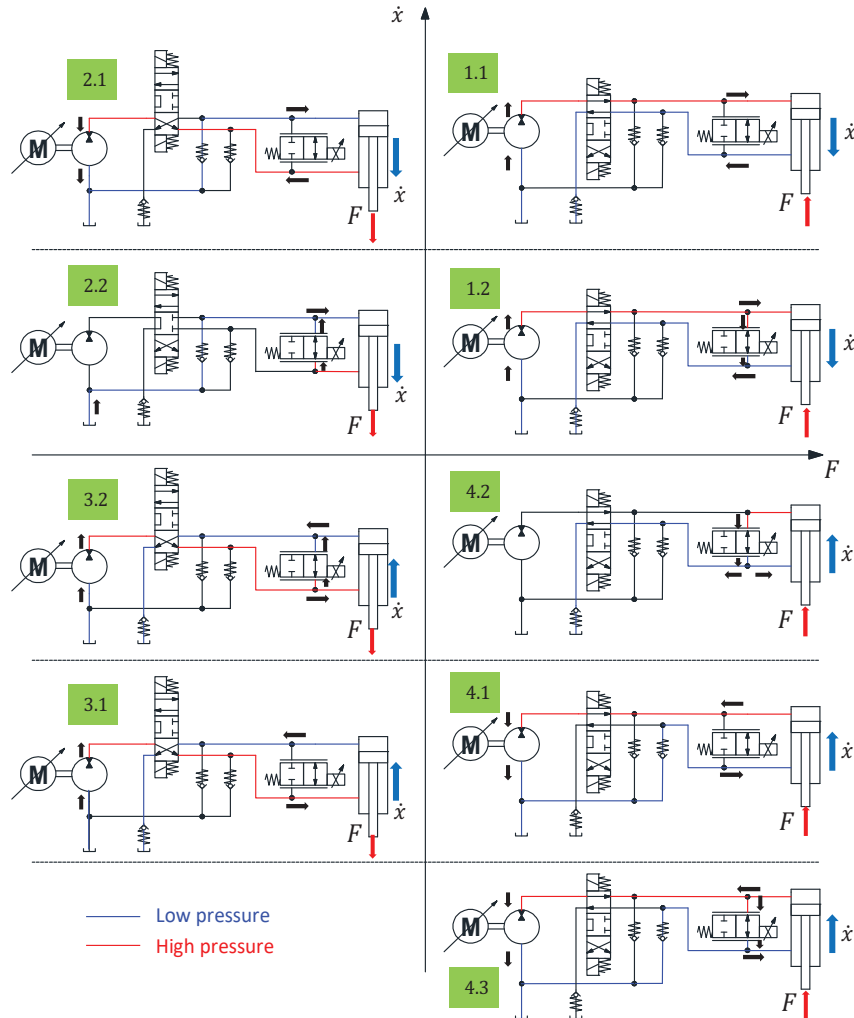 ẋ
2.1
M
ẋ
F
1.1
M
ẋ
F
2.2
M
ẋ
F
1.2
M
ẋ
F
F
3.2
M
ẋ
F
4.2
M
ẋ
F
3.1
M
ẋ
F
4.1
M
ẋ
F
Low pressure
High pressure
M
ẋ
4.3
F